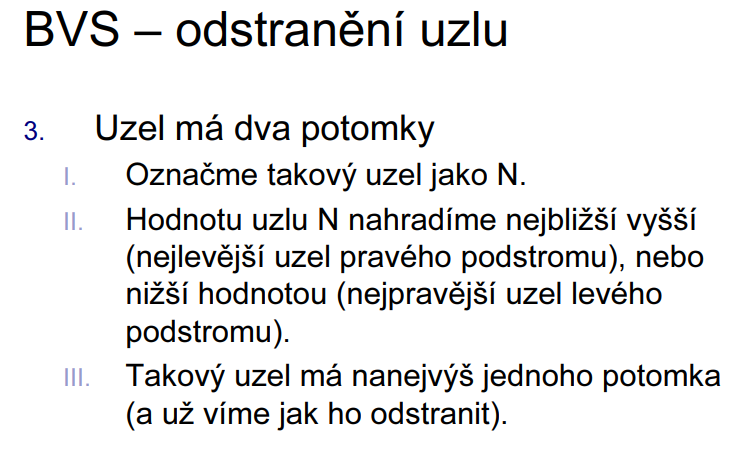 BVS – odstranění uzlu
3. Uzel má dva potomky
I. Označme takový uzel jako N.
II. Hodnotu uzlu N nahradíme nejbližší vyšší
(nejlevější uzel pravého podstromu), nebo
nižší hodnotou (nejpravější uzel levého
podstromu).
III. Takový uzel má nanejvýš jednoho potomka
(a už víme jak ho odstranit).